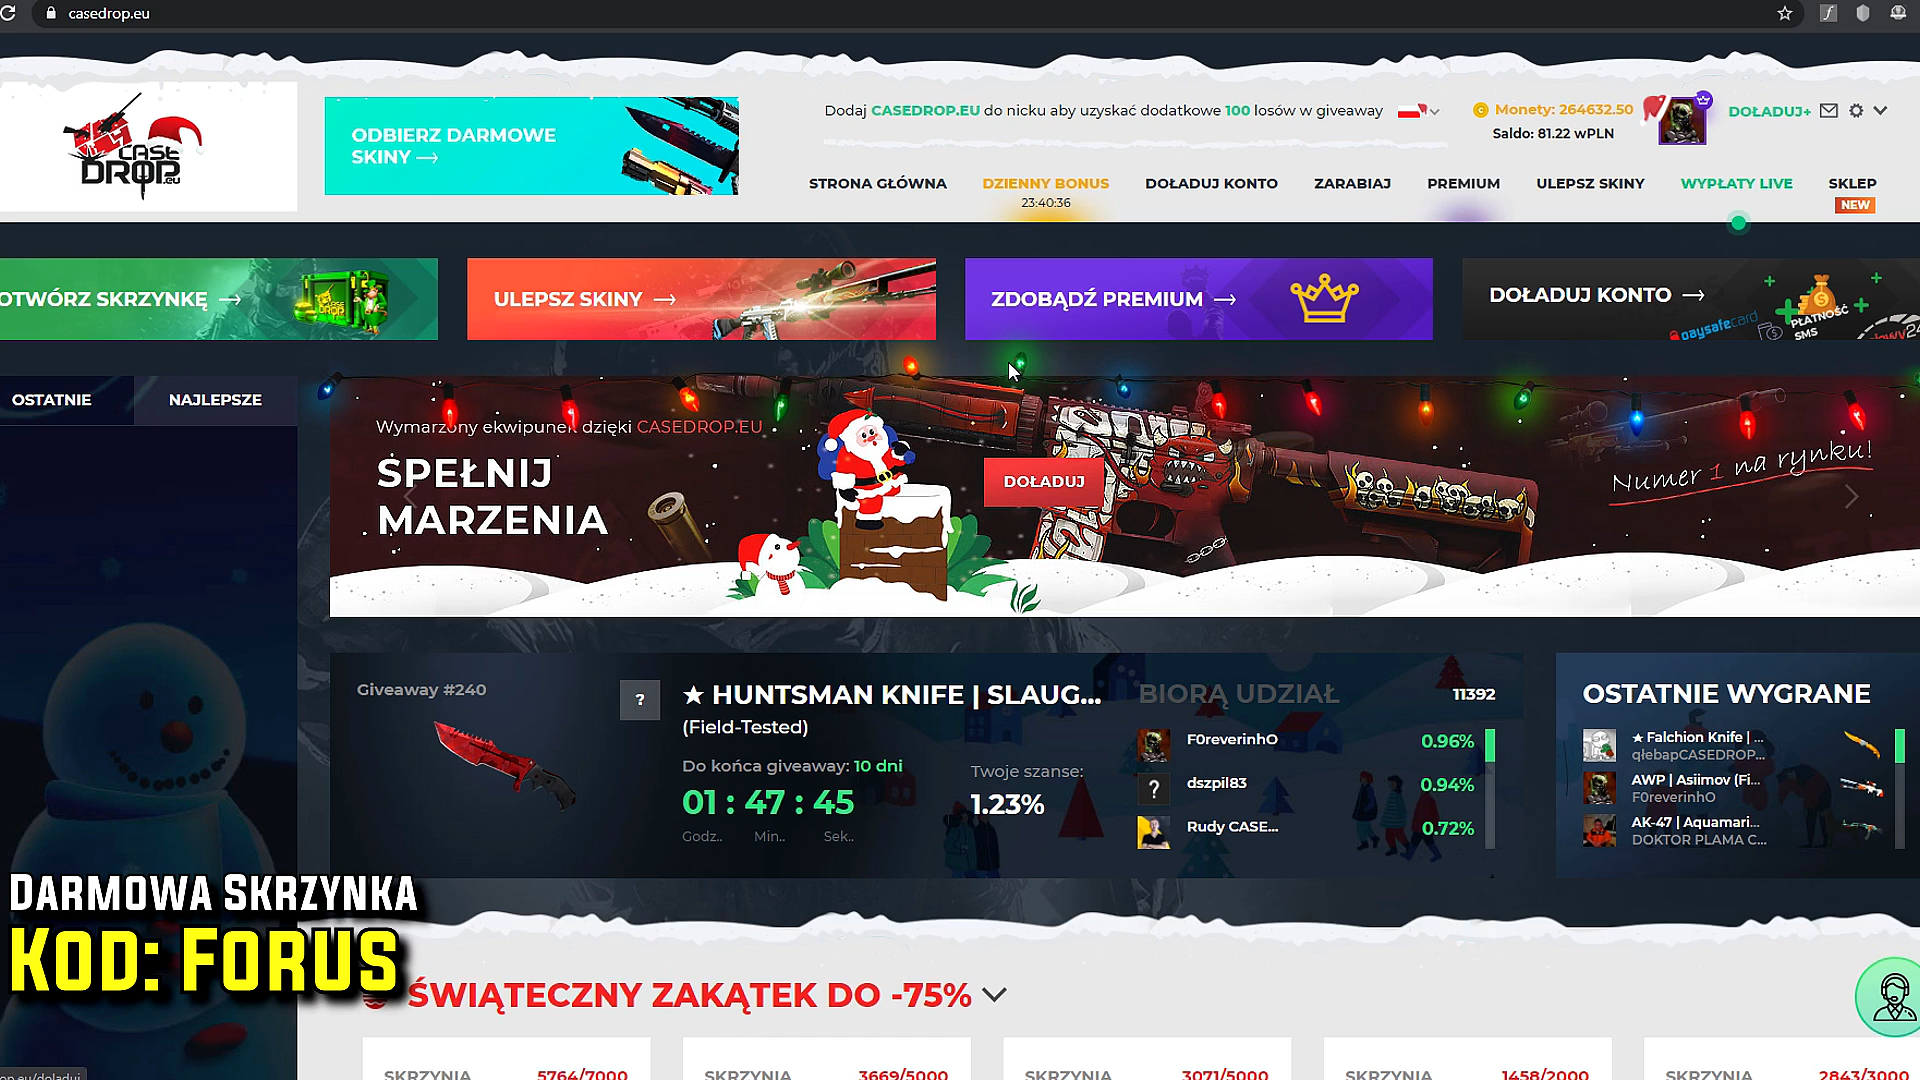 casedrop.eu
CASE
DROP.eu
ODBIERZ DARMOWE
SKINY →
Dodaj CASEDROP.EU do nicku aby uzyskać dodatkowe 100 losów w giveaway
Monety: 264632.50
Saldo: 81.22 wPLN
DOŁADUJ+
STRONA GŁÓWNA
DZIENNY BONUS
23:40:36
DOŁADUJ KONTO
ZARABIAJ
PREMIUM
ULEPSZ SKINY
WYPŁATY LIVE
SKLEP
NEW
OTWÓRZ SKRZYNKĘ →
ULEPSZ SKINY →
ZDOBĄDŹ PREMIUM →
DOŁADUJ KONTO →
paysafecard
PŁATNOŚĆ
SMS
OSTATNIE
NAJLEPSZE
Wymarzony ekwipunek dzięki CASEDROP.EU
SPEŁNIJ
MARZENIA
DOŁADUJ
Numer 1 na rynku!
Giveaway #240
?
★ HUNTSMAN KNIFE | SLAUG...
(Field-Tested)
Do końca giveaway: 10 dni
01 : 47 : 45
Godz.. Min.. Sek..
Twoje szanse:
1.23%
BIORĄ UDZIAŁ
11392
F0reverinhO
0.96%
?
dszpil83
0.94%
Rudy CASE...
0.72%
OSTATNIE WYGRANE
★ Falchion Knife | ...
qłebapCASEDROP...
AWP | Asiimov (Fi...
F0reverinhO
AK-47 | Aquamari...
DOKTOR PLAMA C...
DARMOWA SKRZYNKA
KOD: FORUS
ŚWIĄTECZNY ZAKĄTEK DO -75%
SKRZYNIA 5764/7000
SKRZYNIA 3669/5000
SKRZYNIA 3071/5000
SKRZYNIA 1458/2000
SKRZYNIA 2843/3000
op.eu/doladuj